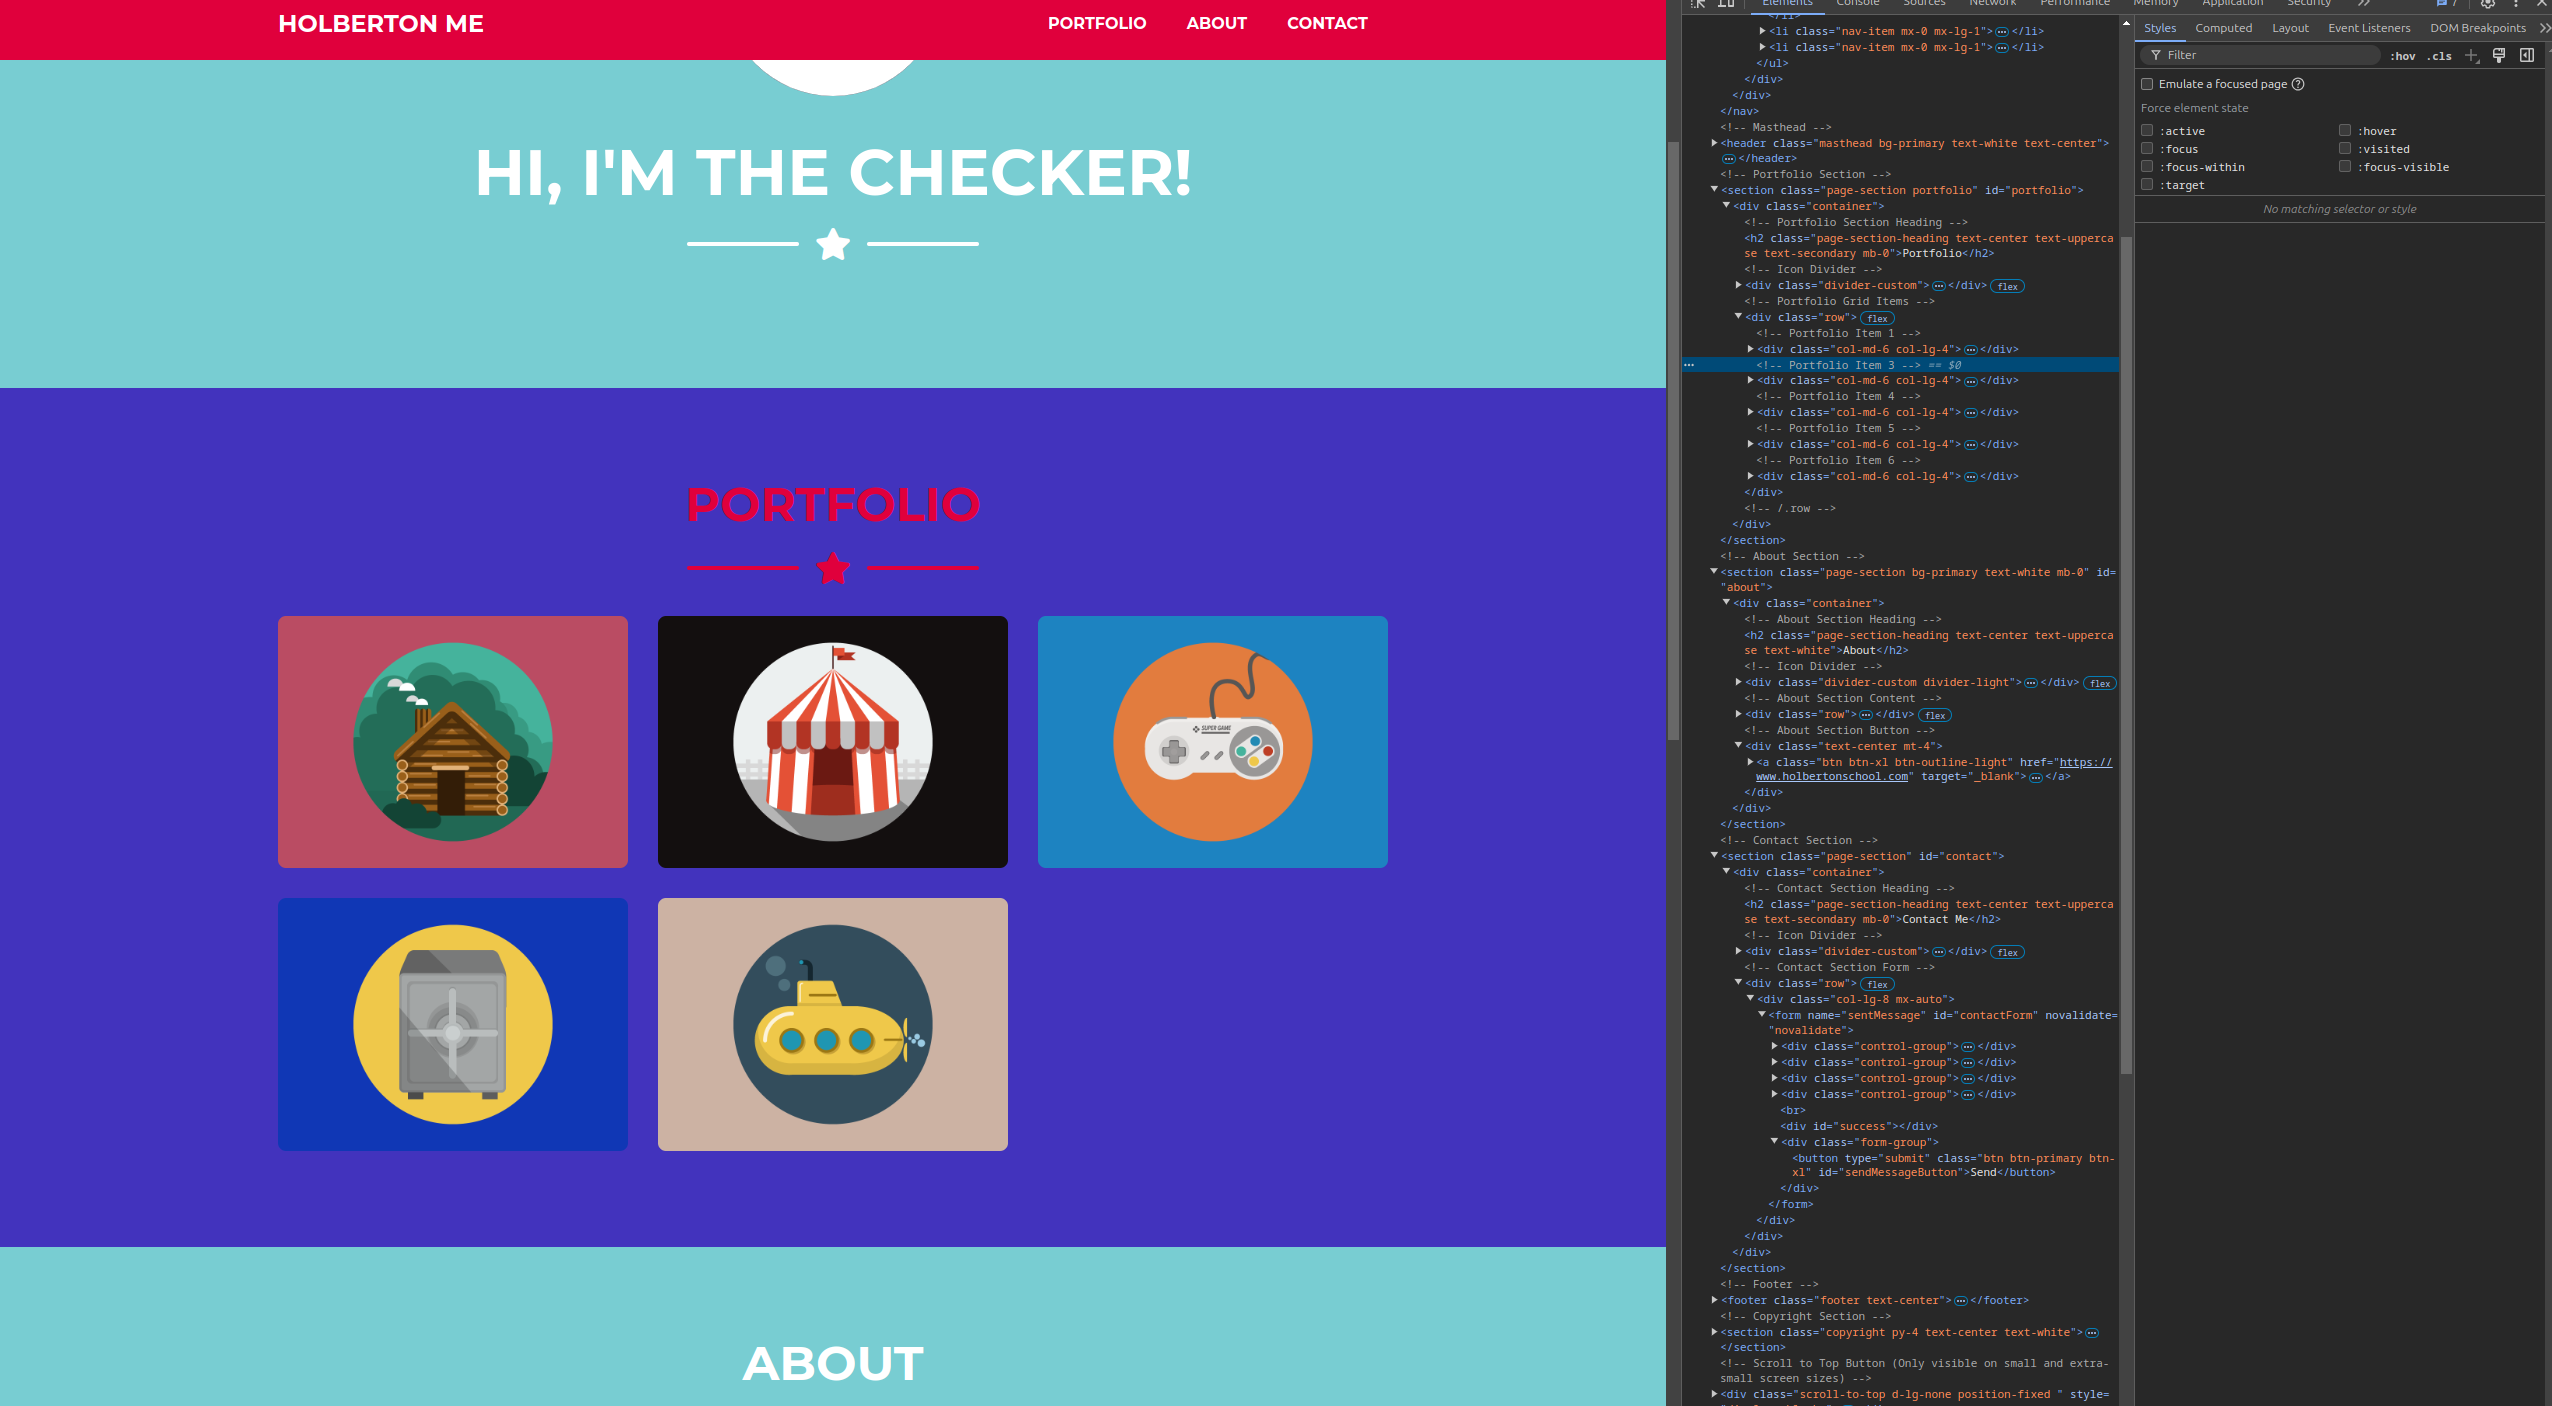 HOLBERTON ME
PORTFOLIO ABOUT CONTACT
HI, I'M THE CHECKER!
PORTFOLIO
SUPER GAME
ABOUT
Elements Console Sources Network Performance Memory Application Security
</li>
<li class="nav-item mx-0 mx-lg-1"></li>
<li class="nav-item mx-0 mx-lg-1"></li>
</ul>
</div>
</div>
</nav>
<!-- Masthead -->
<header class="masthead bg-primary text-white text-center">
</header>
<!-- Portfolio Section -->
<section class="page-section portfolio" id="portfolio">
<div class="container">
<!-- Portfolio Section Heading -->
<h2 class="page-section-heading text-center text-upperca
se text-secondary mb-0">Portfolio</h2>
<!-- Icon Divider -->
<div class="divider-custom"></div> flex
<!-- Portfolio Grid Items -->
<div class="row"> flex
<!-- Portfolio Item 1 -->
<div class="col-md-6 col-lg-4"></div>
<!-- Portfolio Item 3 --> == $0
<div class="col-md-6 col-lg-4"></div>
<!-- Portfolio Item 4 -->
<div class="col-md-6 col-lg-4"></div>
<!-- Portfolio Item 5 -->
<div class="col-md-6 col-lg-4"></div>
<!-- Portfolio Item 6 -->
<div class="col-md-6 col-lg-4"></div>
</div>
<!-- /.row -->
</div>
</section>
<!-- About Section -->
<section class="page-section bg-primary text-white mb-0" id=
"about">
<div class="container">
<!-- About Section Heading -->
<h2 class="page-section-heading text-center text-upperca
se text-white">About</h2>
<!-- Icon Divider -->
<div class="divider-custom divider-light"></div> flex
<!-- About Section Content -->
<div class="row"></div> flex
<!-- About Section Button -->
<div class="text-center mt-4">
<a class="btn btn-xl btn-outline-light" href="https://
www.holbertonschool.com" target="_blank"></a>
</div>
</div>
</section>
<!-- Contact Section -->
<section class="page-section" id="contact">
<div class="container">
<!-- Contact Section Heading -->
<h2 class="page-section-heading text-center text-upperca
se text-secondary mb-0">Contact Me</h2>
<!-- Icon Divider -->
<div class="divider-custom"></div> flex
<!-- Contact Section Form -->
<div class="row"> flex
<div class="col-lg-8 mx-auto">
<form name="sentMessage" id="contactForm" novalidate=
"novalidate">
<div class="control-group"></div>
<div class="control-group"></div>
<div class="control-group"></div>
<div class="control-group"></div>
<br>
<div id="success"></div>
<div class="form-group">
<button type="submit" class="btn btn-primary btn-
xl" id="sendMessageButton">Send</button>
</div>
</form>
</div>
</div>
</div>
</section>
<!-- Footer -->
<footer class="footer text-center"></footer>
<!-- Copyright Section -->
<section class="copyright py-4 text-center text-white">
</section>
<!-- Scroll to Top Button (Only visible on small and extra-
small screen sizes) -->
<div class="scroll-to-top d-lg-none position-fixed " style=
Styles Computed Layout Event Listeners DOM Breakpoints
Filter :hov .cls
Emulate a focused page
Force element state
:active :hover
:focus :visited
:focus-within :focus-visible
:target
No matching selector or style